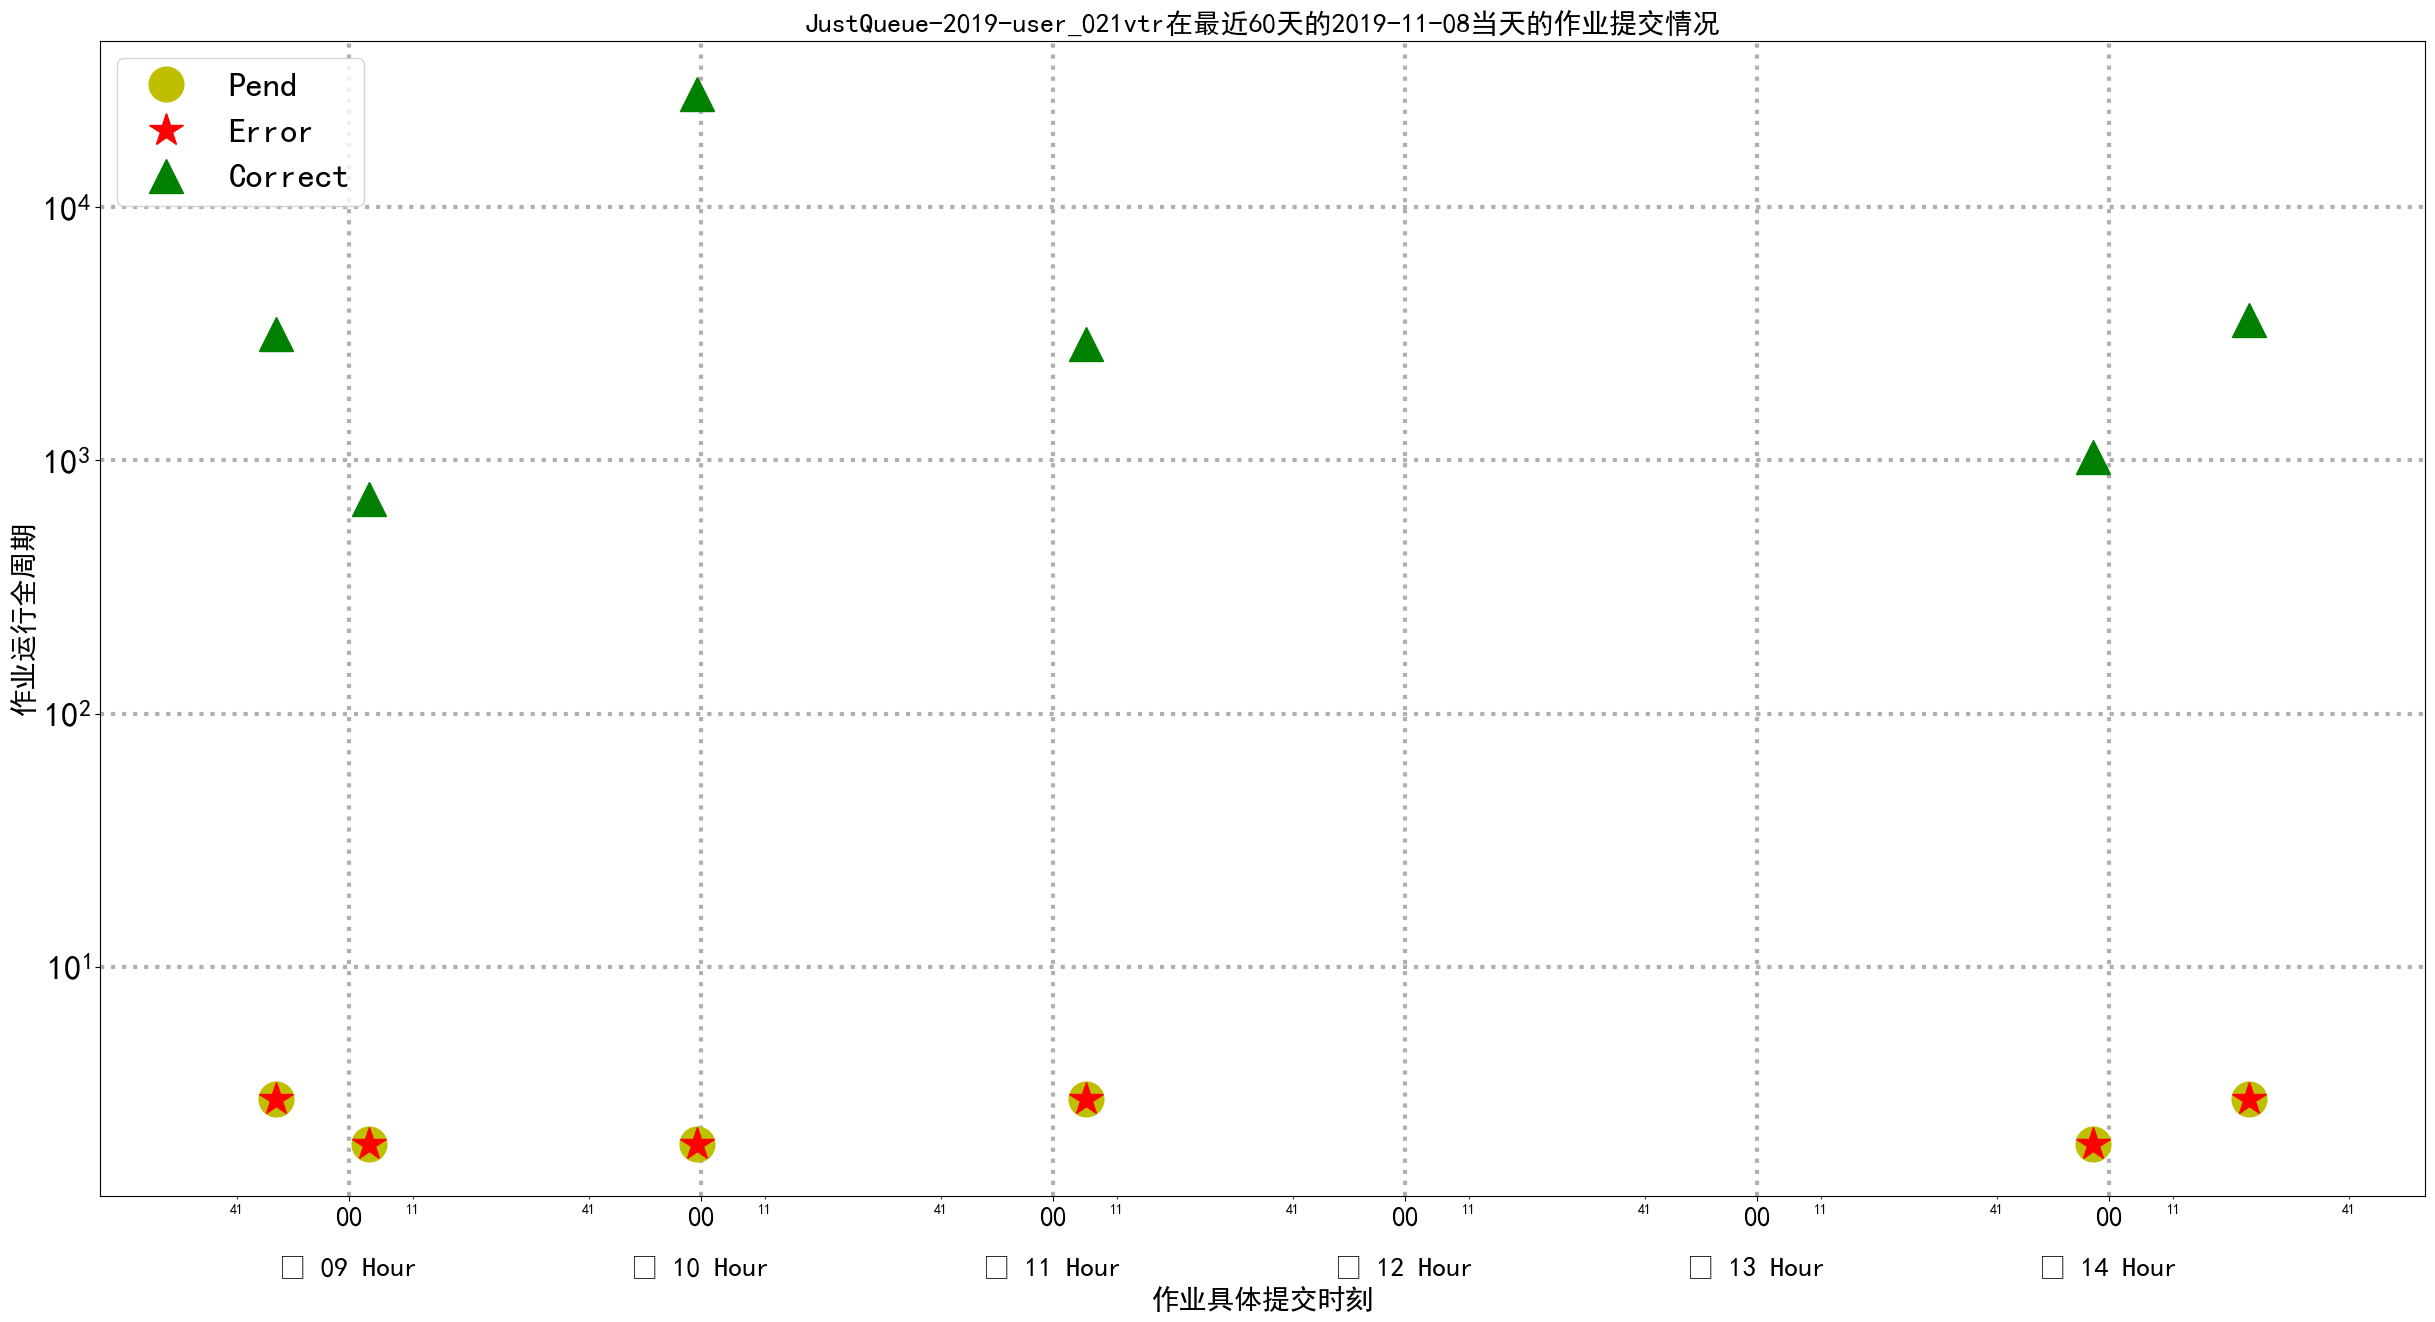 JustQueue-2019-user_021vtr在最近60天的2019-11-08当天的作业提交情况
Pend
Error
Correct
10⁴
10³
10²
10¹
作业运行全周期
41 11 41 11 41 11 41 11 41 11 41 11 41
00 00 00 00 00 00
□ 09 Hour □ 10 Hour □ 11 Hour □ 12 Hour □ 13 Hour □ 14 Hour
作业具体提交时刻